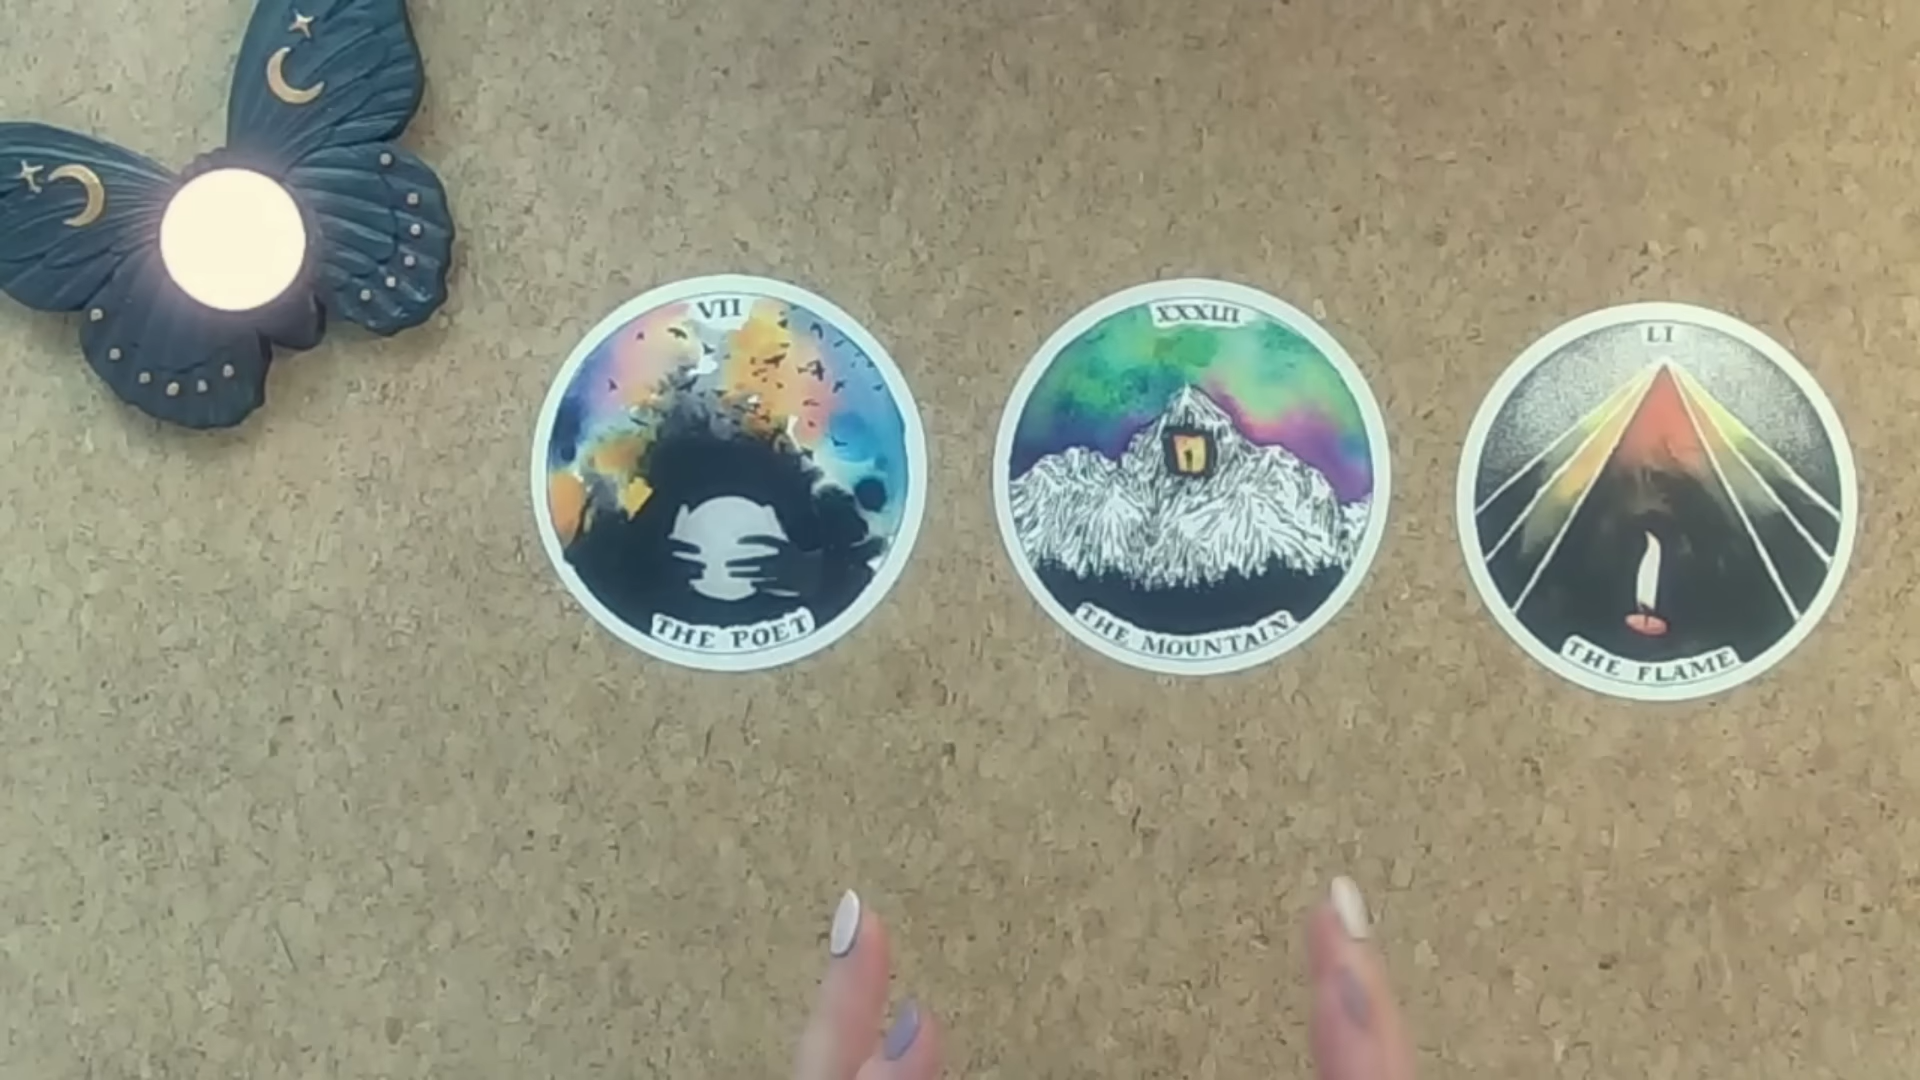 VII
THE POET
XXXIII
THE MOUNTAIN
LI
THE FLAME